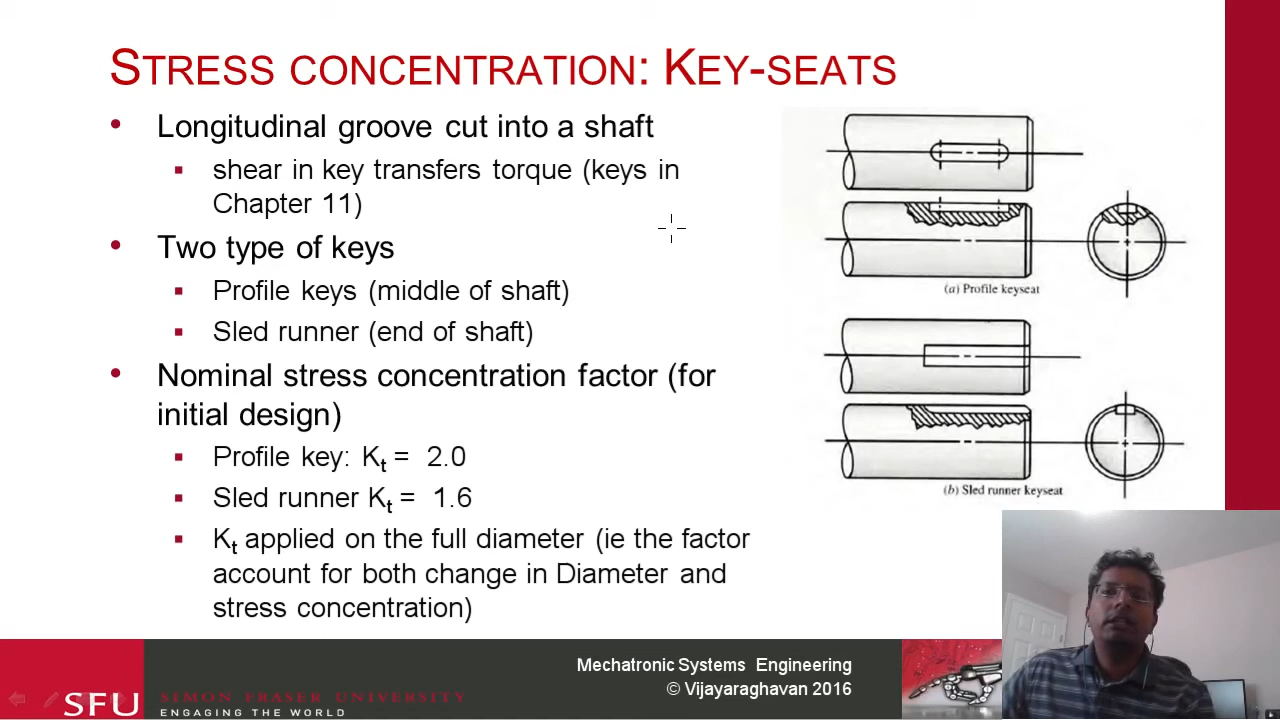 STRESS CONCENTRATION: KEY-SEATS
• Longitudinal groove cut into a shaft
▪ shear in key transfers torque (keys in
Chapter 11)
• Two type of keys
▪ Profile keys (middle of shaft)
▪ Sled runner (end of shaft)
• Nominal stress concentration factor (for
initial design)
▪ Profile key: Kt = 2.0
▪ Sled runner Kt = 1.6
▪ Kt applied on the full diameter (ie the factor
account for both change in Diameter and
stress concentration)
(a) Profile keyseat
(b) Sled runner keyseat
Mechatronic Systems Engineering
© Vijayaraghavan 2016
SFU
SIMON FRASER UNIVERSITY
ENGAGING THE WORLD